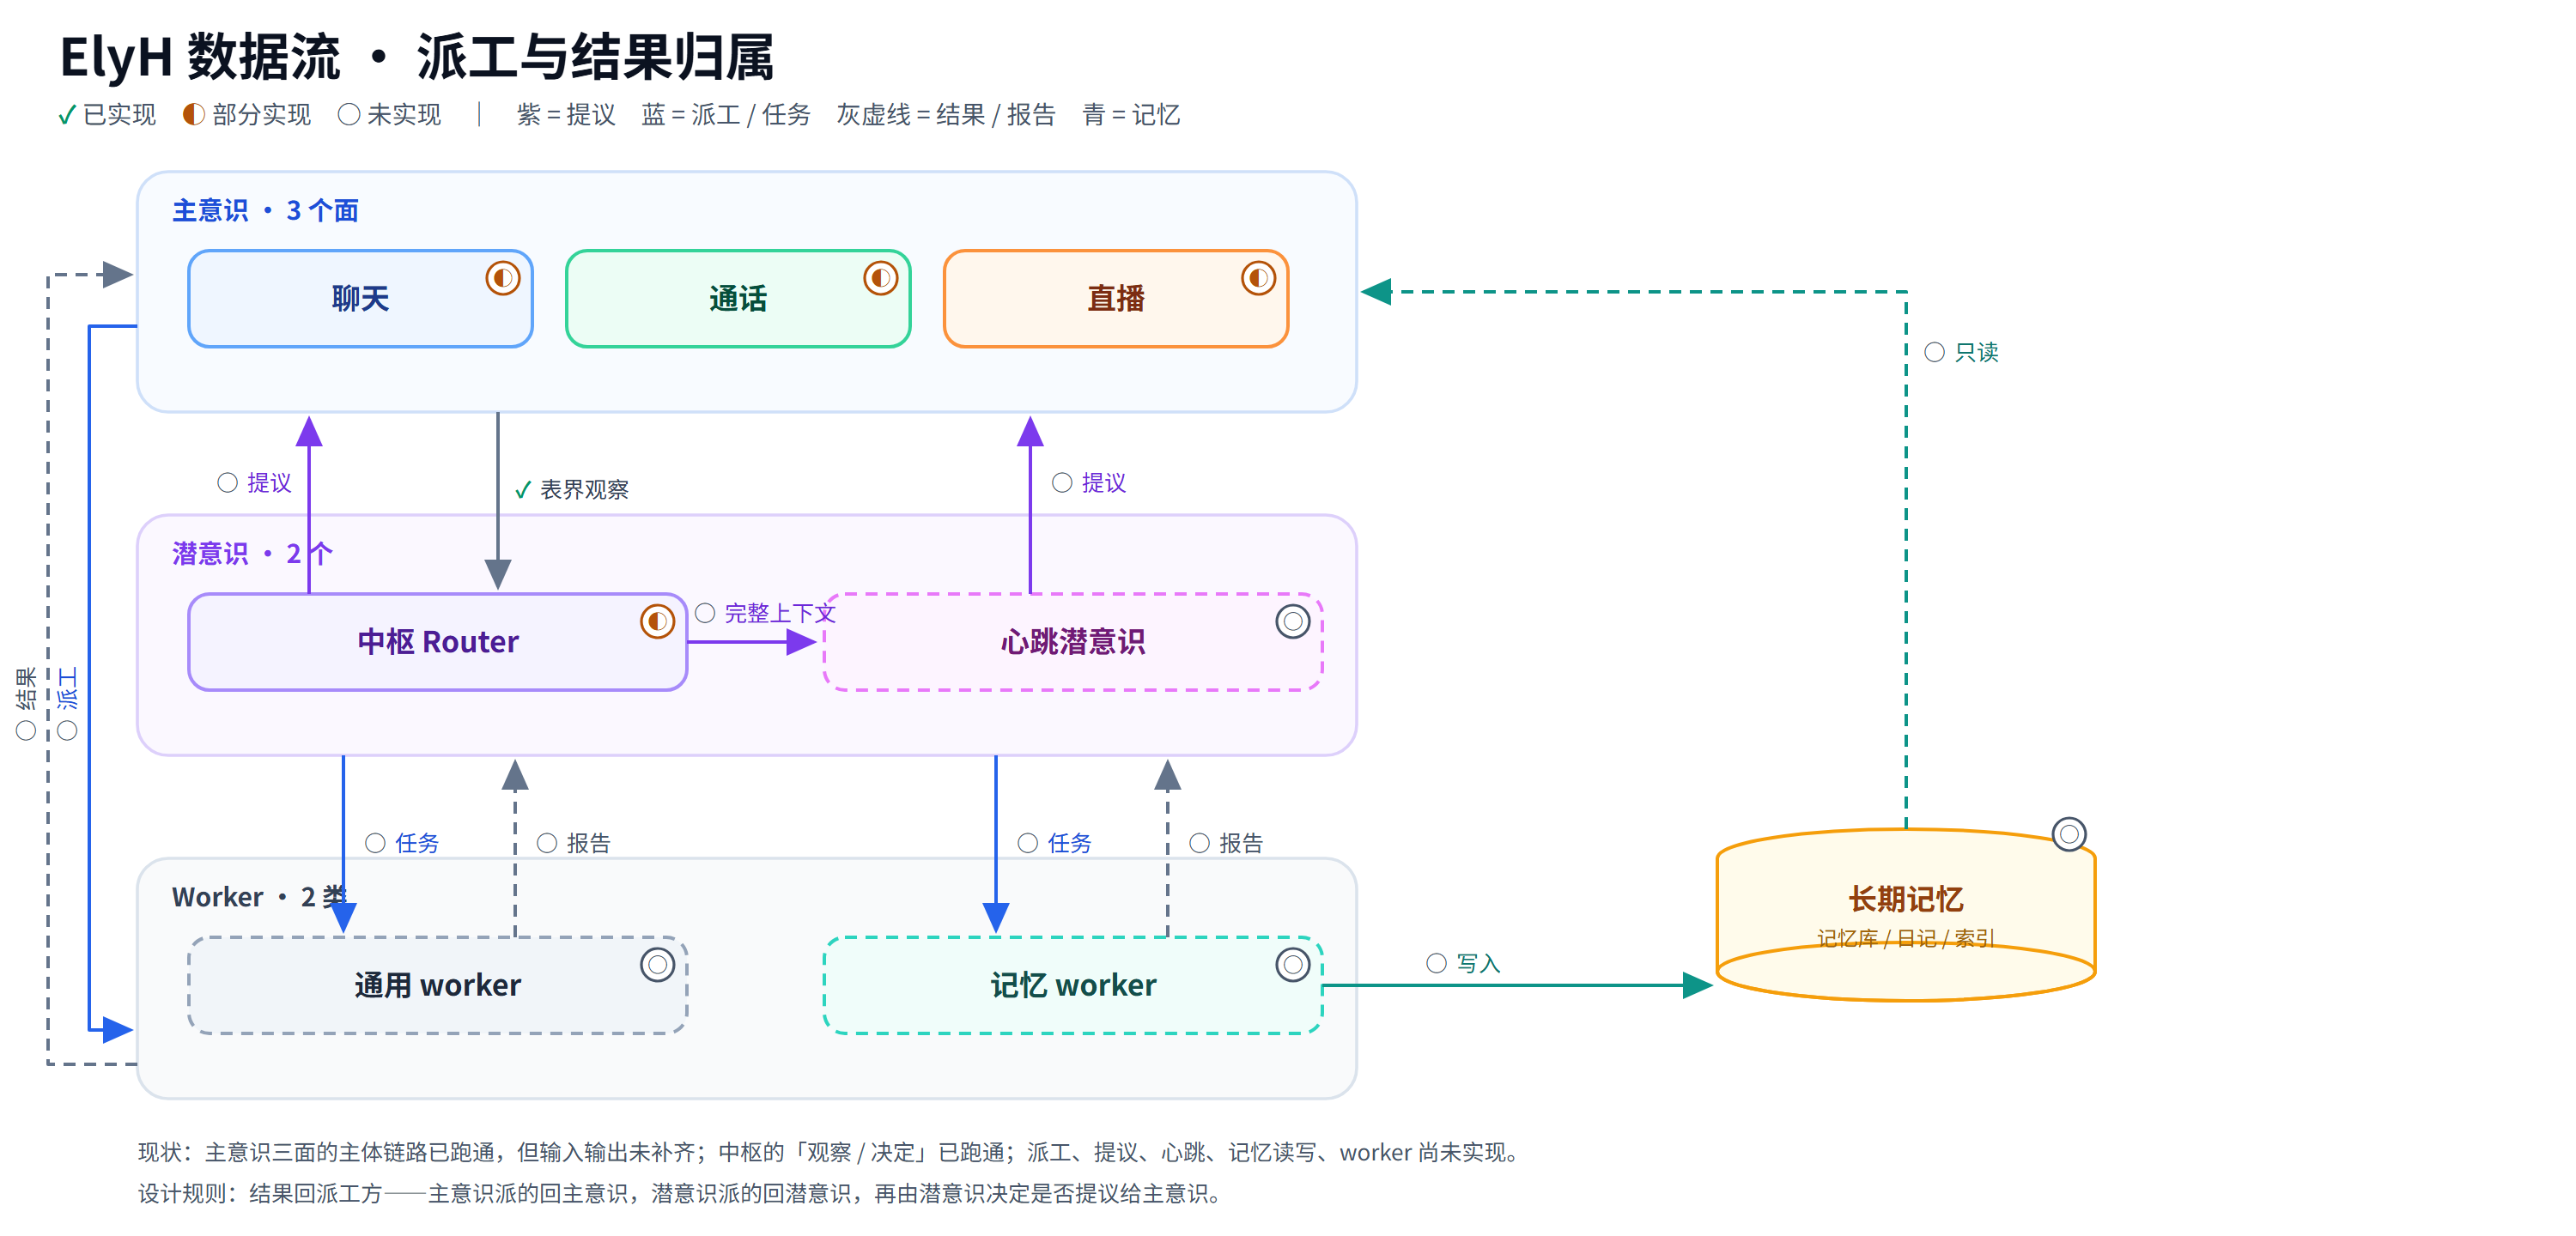 ElyH 数据流 · 派工与结果归属
✓ 已实现 ◐ 部分实现 ○ 未实现 ｜ 紫 = 提议 蓝 = 派工 / 任务 灰虚线 = 结果 / 报告 青 = 记忆
主意识 · 3 个面
聊天 ◐
通话 ◐
直播 ◐
○ 只读
○ 提议
✓ 表界观察
○ 提议
潜意识 · 2 个
中枢 Router ◐
○ 完整上下文
心跳潜意识 ○
○ 结果
○ 派工
○ 任务
○ 报告
○ 任务
○ 报告
Worker · 2 类
通用 worker ○
记忆 worker ○
○ 写入
长期记忆 ○
记忆库 / 日记 / 索引
现状：主意识三面的主体链路已跑通，但输入输出未补齐；中枢的「观察 / 决定」已跑通；派工、提议、心跳、记忆读写、worker 尚未实现。
设计规则：结果回派工方——主意识派的回主意识，潜意识派的回潜意识，再由潜意识决定是否提议给主意识。